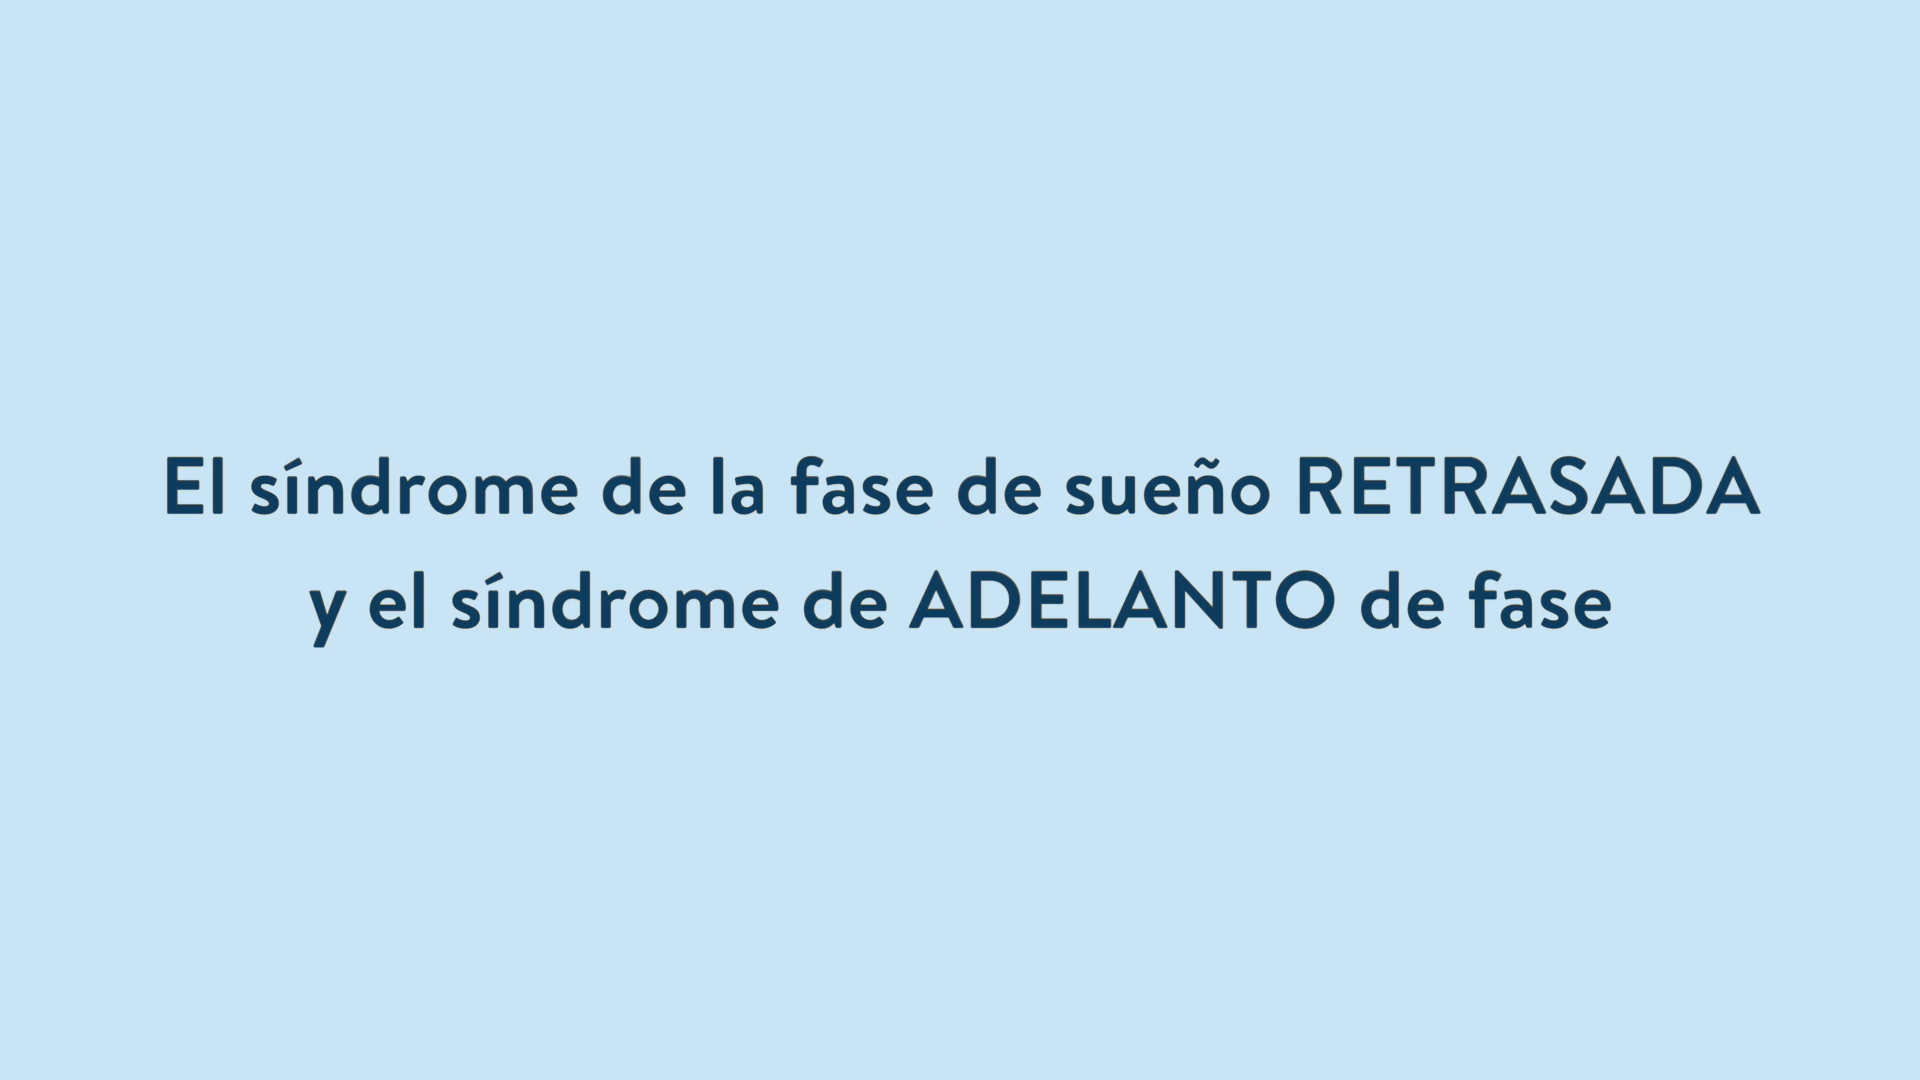 El síndrome de la fase de sueño RETRASADA
y el síndrome de ADELANTO de fase